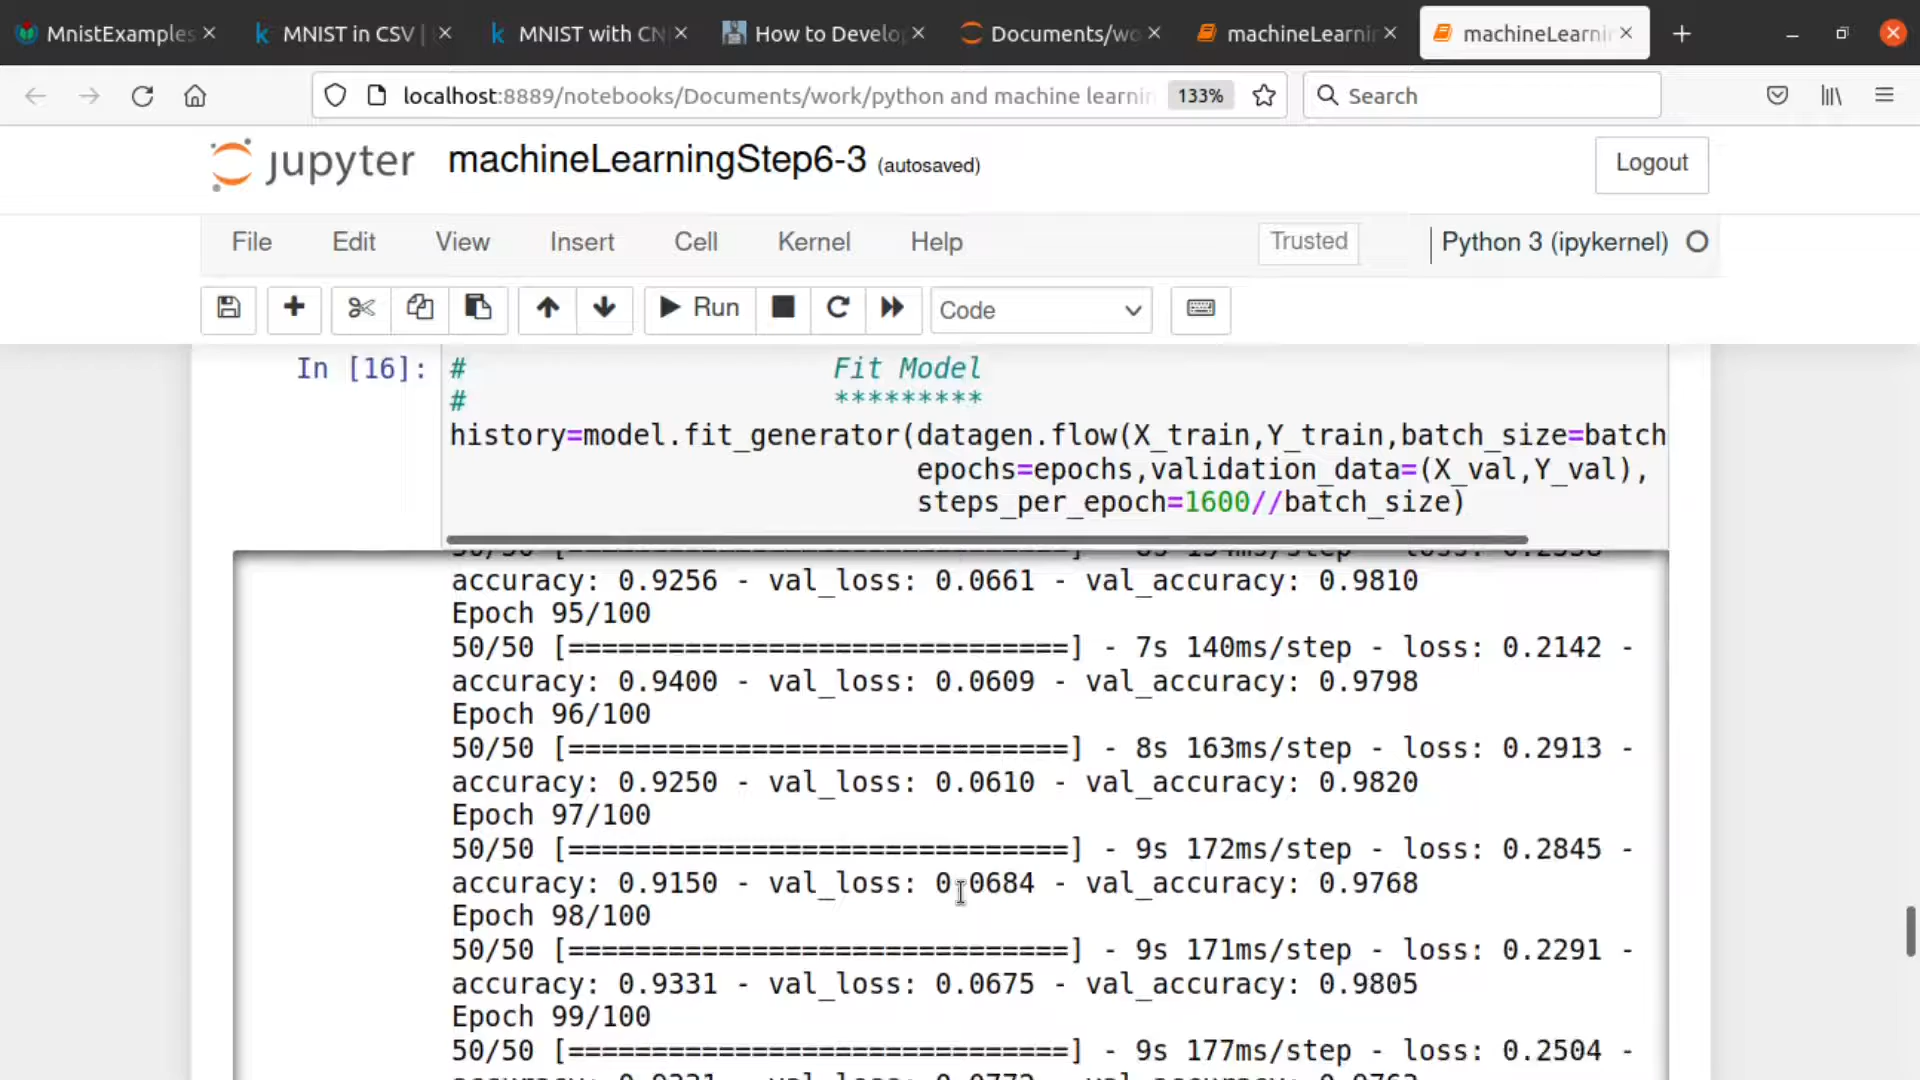 MnistExamples
MNIST in CSV |
MNIST with CN
How to Develo
Documents/wo
machineLearni
machineLearni
localhost:8889/notebooks/Documents/work/python and machine learnin
133%
Search
jupyter
machineLearningStep6-3 (autosaved)
Logout
File Edit View Insert Cell Kernel Help
Trusted
Python 3 (ipykernel)
Run
Code
In [16]:
# Fit Model
# *********
history=model.fit_generator(datagen.flow(X_train,Y_train,batch_size=batch
epochs=epochs,validation_data=(X_val,Y_val),
steps_per_epoch=1600//batch_size)
accuracy: 0.9256 - val_loss: 0.0661 - val_accuracy: 0.9810
Epoch 95/100
50/50 [==============================] - 7s 140ms/step - loss: 0.2142 -
accuracy: 0.9400 - val_loss: 0.0609 - val_accuracy: 0.9798
Epoch 96/100
50/50 [==============================] - 8s 163ms/step - loss: 0.2913 -
accuracy: 0.9250 - val_loss: 0.0610 - val_accuracy: 0.9820
Epoch 97/100
50/50 [==============================] - 9s 172ms/step - loss: 0.2845 -
accuracy: 0.9150 - val_loss: 0.0684 - val_accuracy: 0.9768
Epoch 98/100
50/50 [==============================] - 9s 171ms/step - loss: 0.2291 -
accuracy: 0.9331 - val_loss: 0.0675 - val_accuracy: 0.9805
Epoch 99/100
50/50 [==============================] - 9s 177ms/step - loss: 0.2504 -